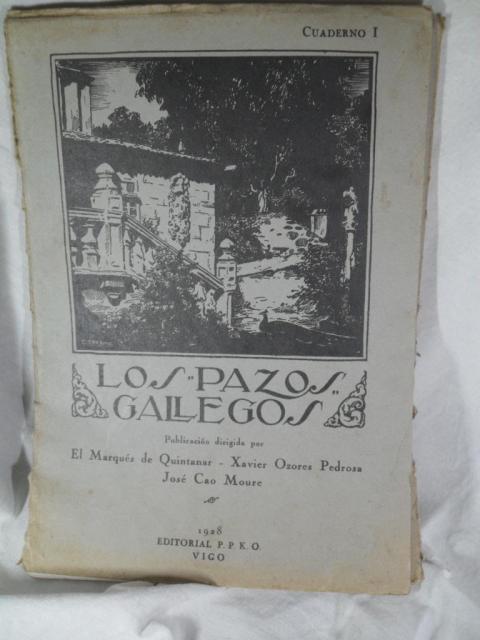 CUADERNO I
LOS "PAZOS"
GALLEGOS
Publicación dirigida por
El Marqués de Quintanar - Xavier Ozores Pedrosa
José Cao Moure
1928
EDITORIAL P. P. K. O.
VIGO